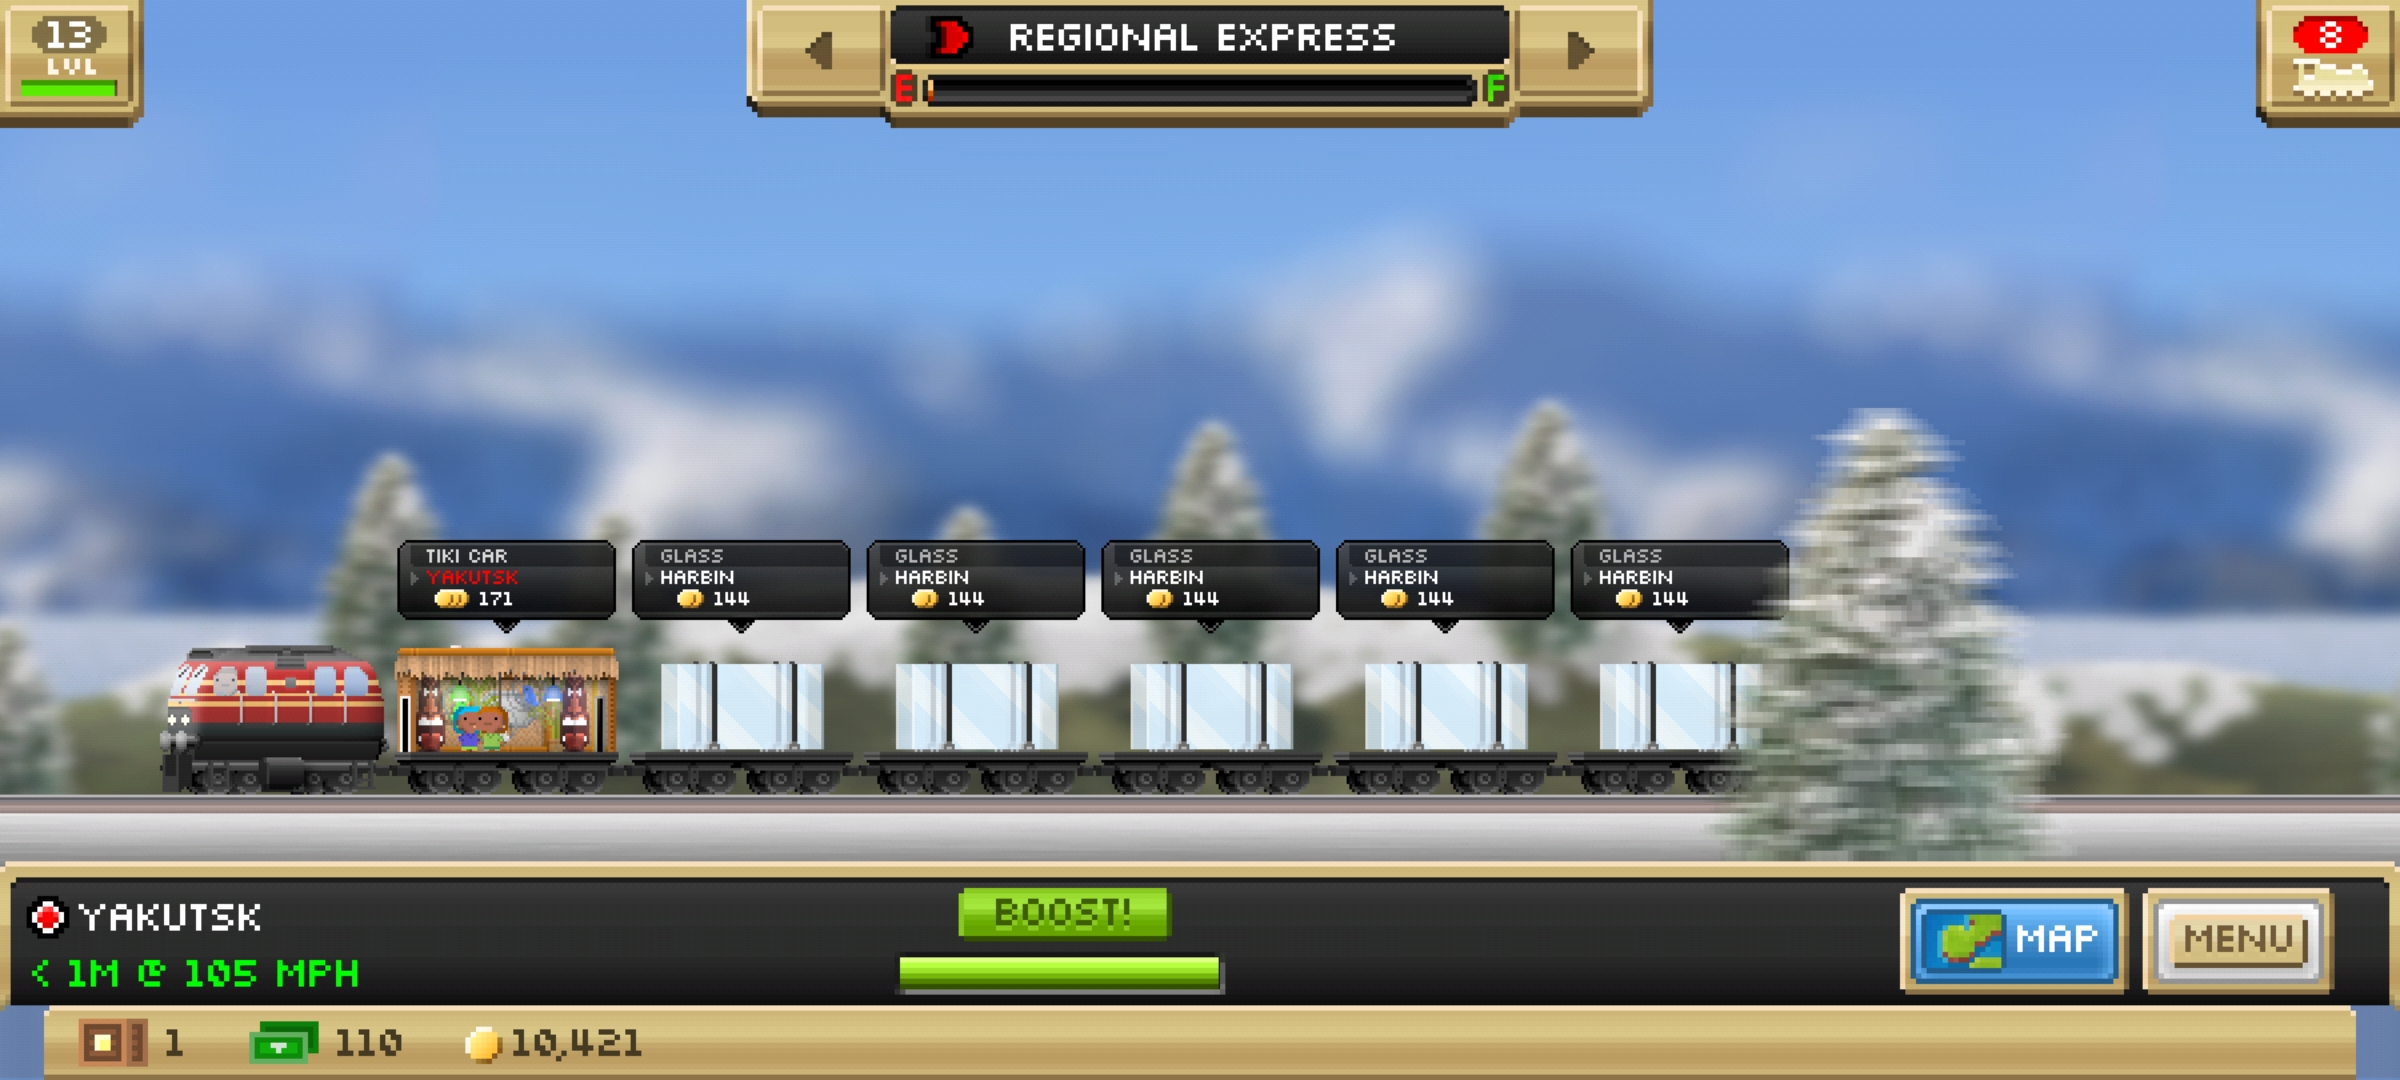 13
LVL
REGIONAL EXPRESS
E F
8
TIKI CAR
YAKUTSK
171
GLASS
HARBIN
144
GLASS
HARBIN
144
GLASS
HARBIN
144
GLASS
HARBIN
144
GLASS
HARBIN
144
YAKUTSK
< 1M @ 105 MPH
BOOST!
MAP
MENU
1
110
10,421